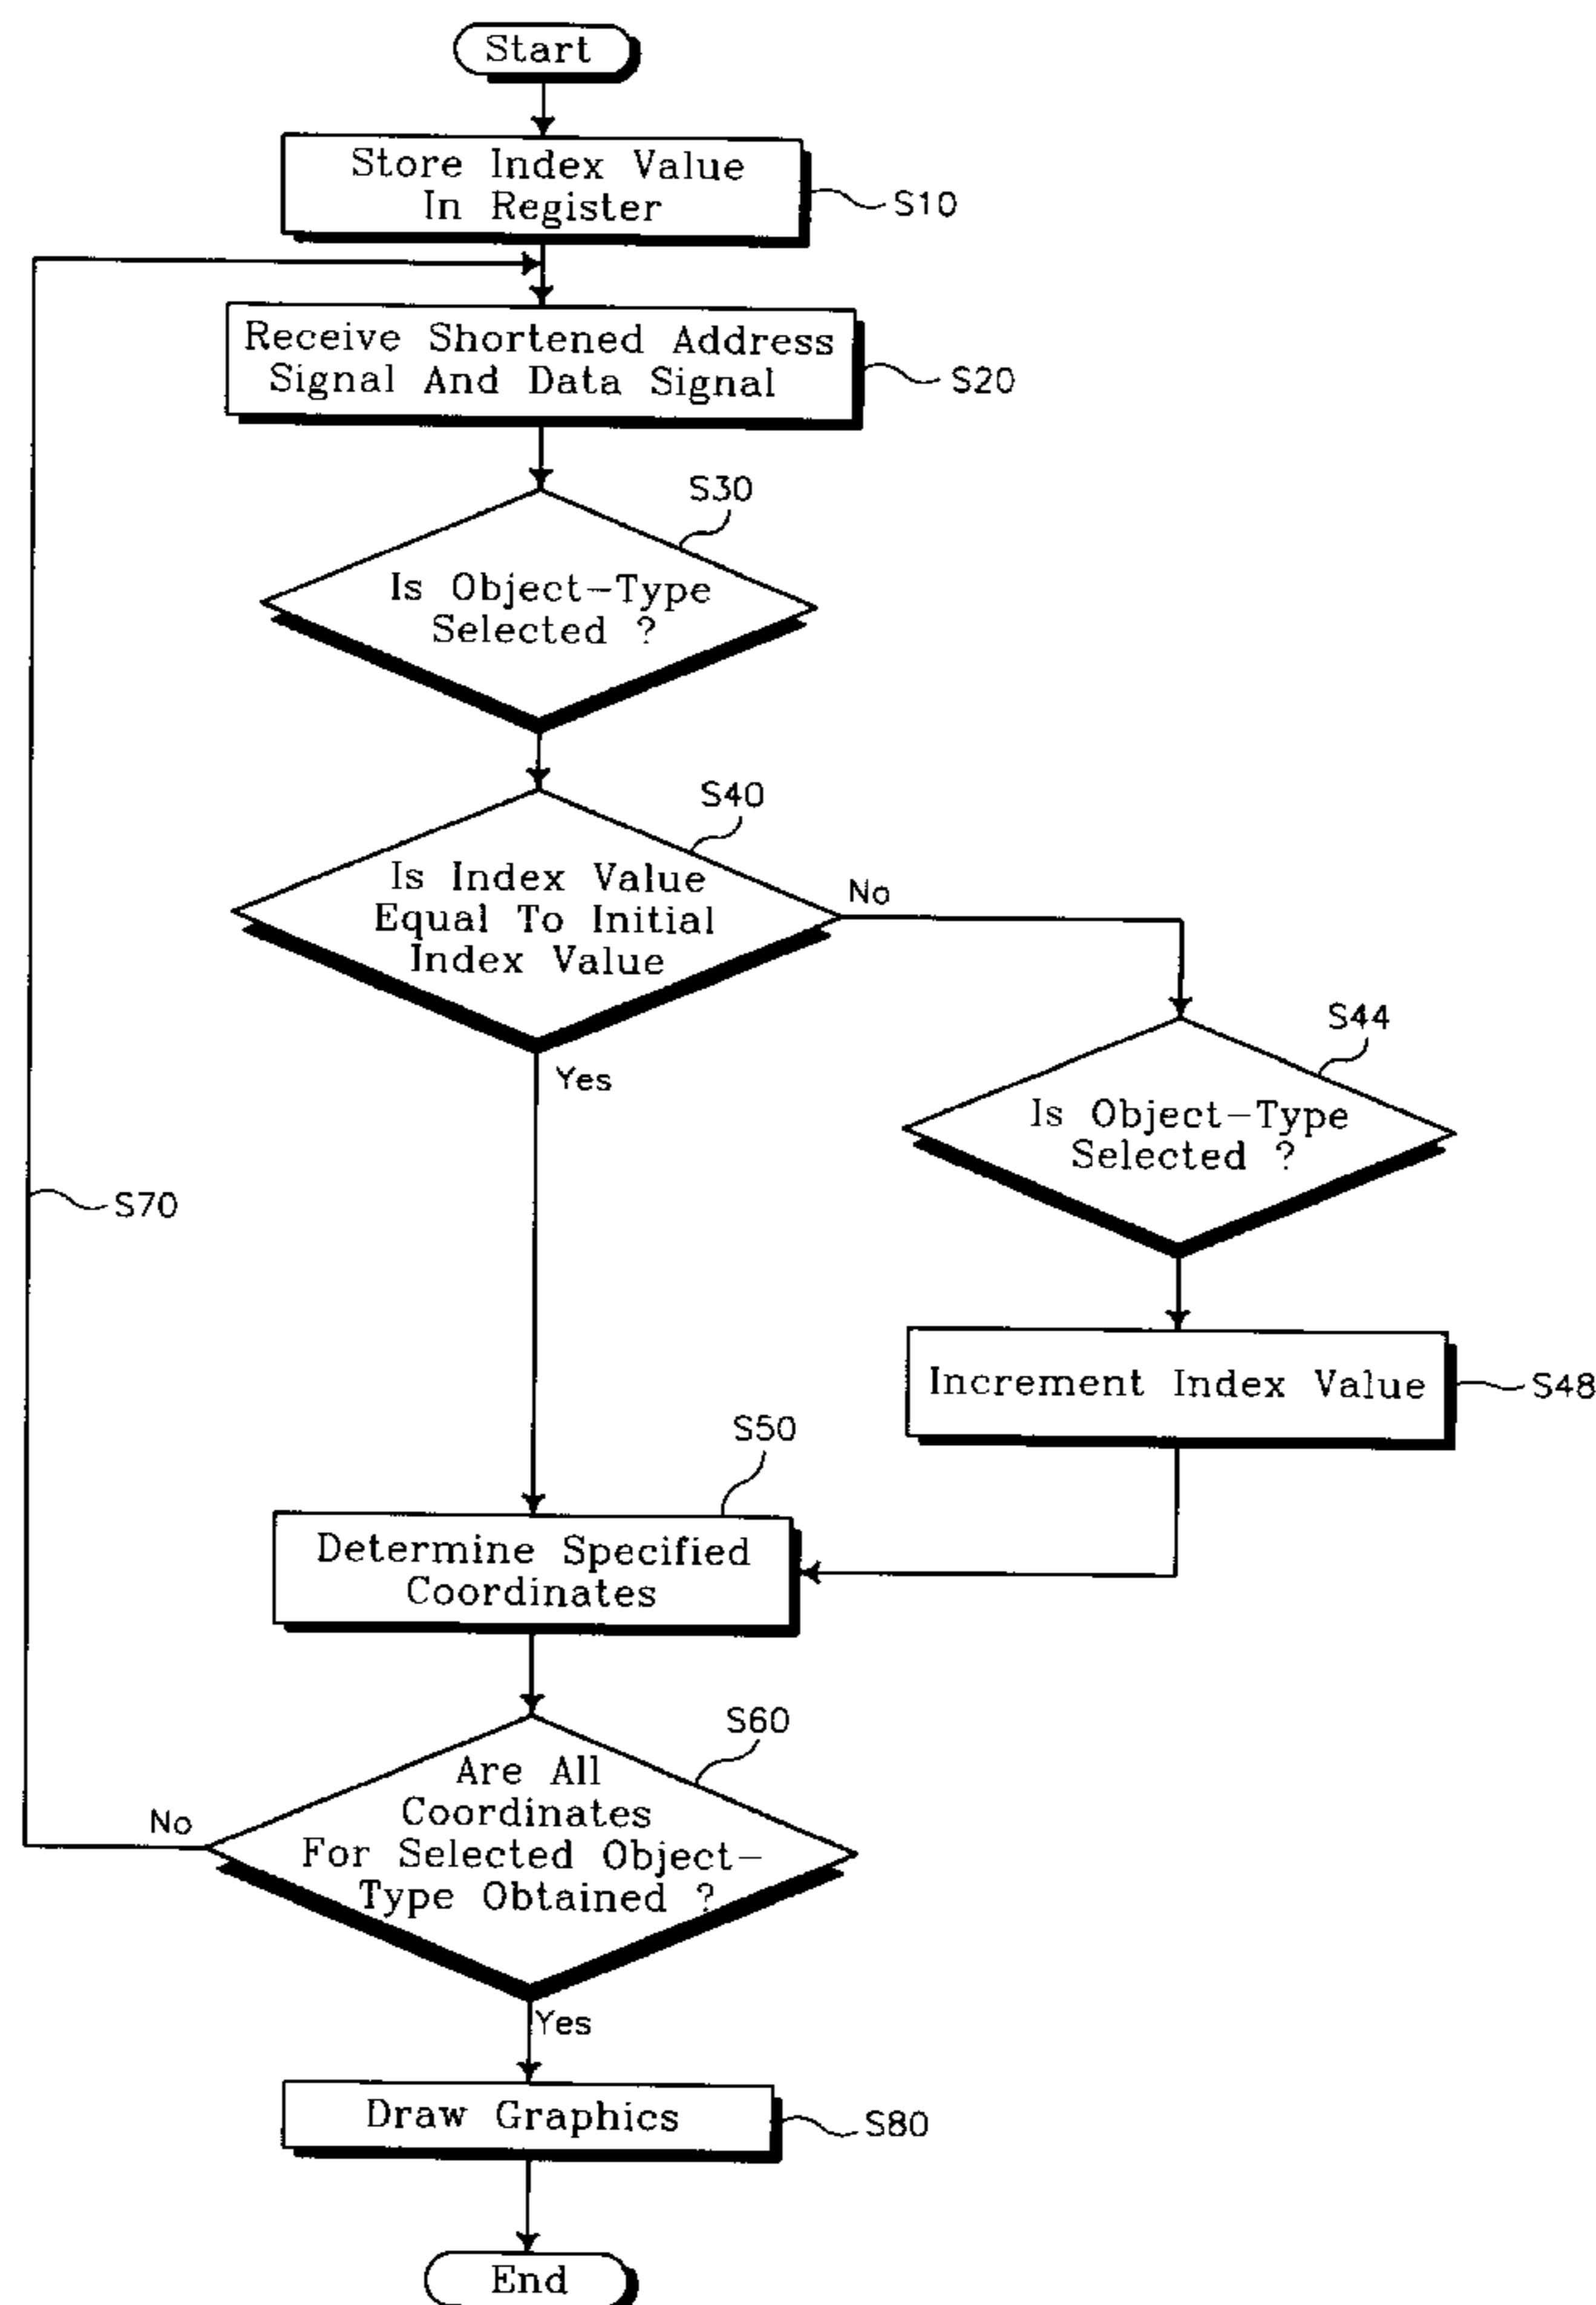 Start
Store Index Value
In Register
S10
Receive Shortened Address
Signal And Data Signal
S20
S30
Is Object-Type
Selected ?
S40
Is Index Value
Equal To Initial
Index Value
No
Yes
S44
Is Object-Type
Selected ?
S70
Increment Index Value
S48
S50
Determine Specified
Coordinates
S60
Are All
Coordinates
For Selected Object-
Type Obtained ?
No
Yes
Draw Graphics
S80
End